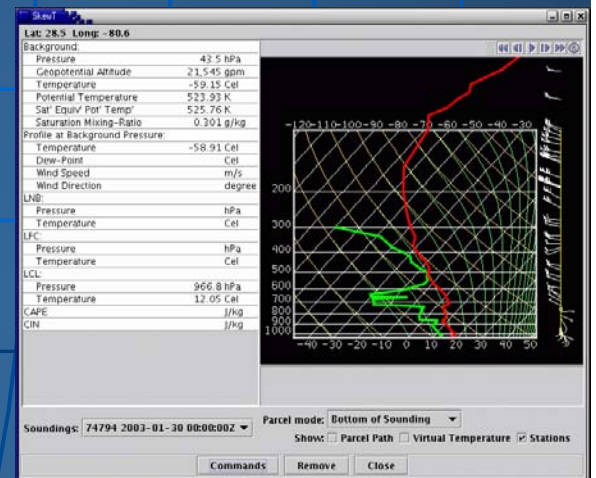 SkewT
Lat: 28.5 Long: -80.6
Background:
Pressure 43.5 hPa
Geopotential Altitude 21,545 gpm
Temperature -59.15 Cel
Potential Temperature 523.93 K
Sat' Equiv' Pot' Temp' 525.76 K
Saturation Mixing-Ratio 0.301 g/kg
Profile at Background Pressure:
Temperature -58.91 Cel
Dew-Point Cel
Wind Speed m/s
Wind Direction degree
LNB:
Pressure hPa
Temperature Cel
LFC:
Pressure hPa
Temperature Cel
LCL:
Pressure 966.8 hPa
Temperature 12.05 Cel
CAPE J/kg
CIN J/kg
-120-110-100-90 -80 -70 -60 -50 -40 -30
200
300
400
500
600
700
800
900
1000
-40 -30 -20 -10 0 10 20 30 40 50
Soundings: 74794 2003-01-30 00:00:00Z
Parcel mode: Bottom of Sounding
Show: Parcel Path Virtual Temperature Stations
Commands Remove Close